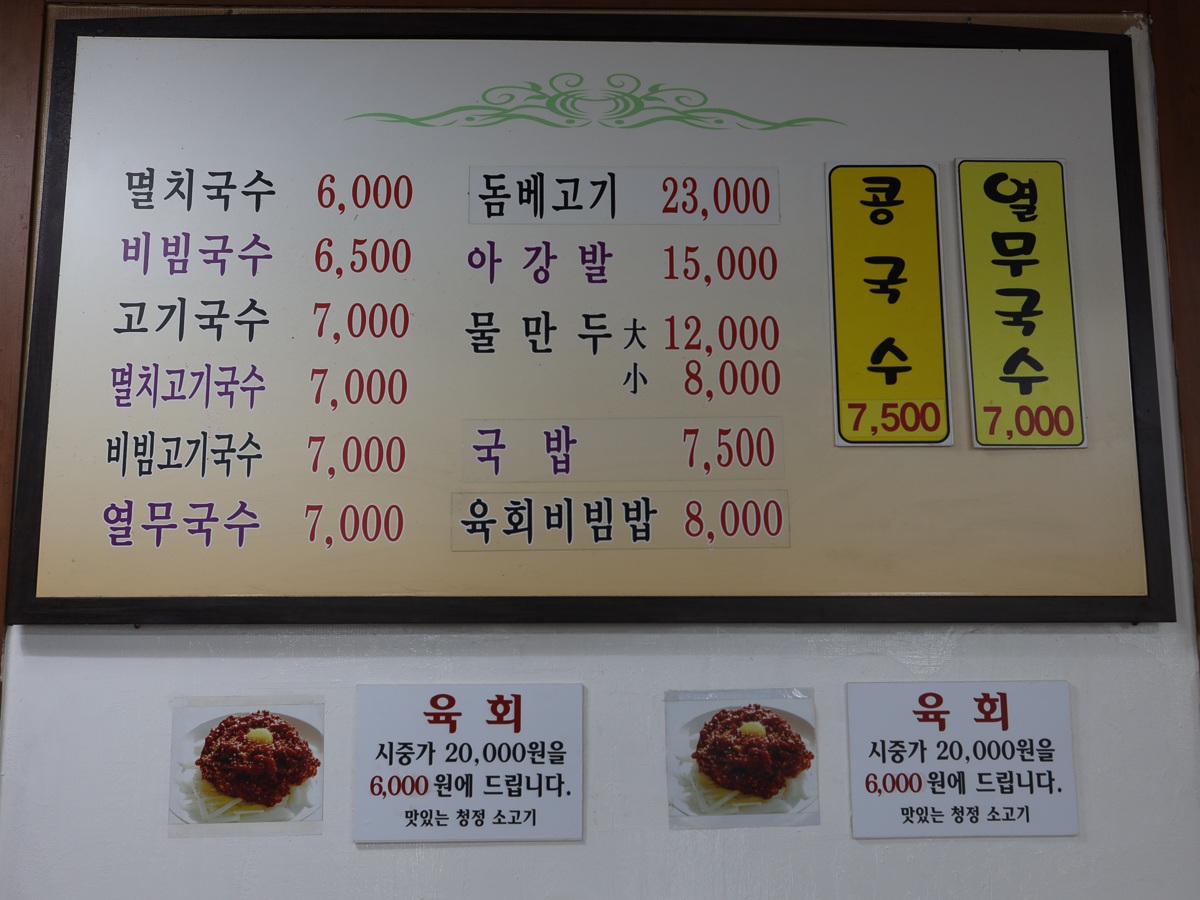 멸치국수 6,000
비빔국수 6,500
고기국수 7,000
멸치고기국수 7,000
비빔고기국수 7,000
열무국수 7,000
돔베고기 23,000
아강발 15,000
물만두 大 12,000
小 8,000
국밥 7,500
육회비빔밥 8,000
콩국수
7,500
열무국수
7,000
육회
시중가 20,000원을
6,000 원에 드립니다.
맛있는 청정 소고기
육회
시중가 20,000원을
6,000 원에 드립니다.
맛있는 청정 소고기